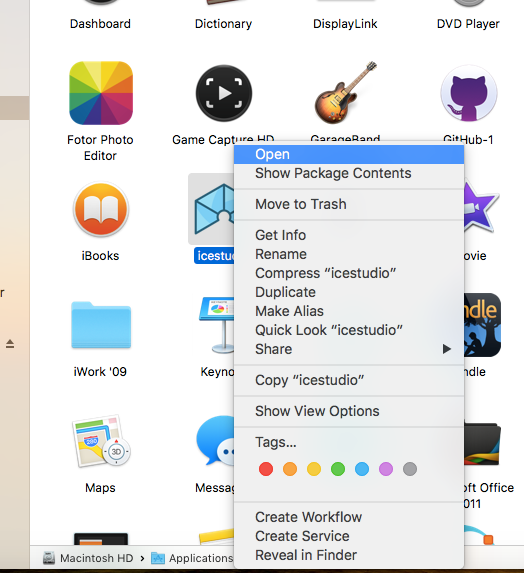 Dashboard
Dictionary
DisplayLink
DVD Player
Fotor Photo
Editor
Game Capture HD
GarageBand
GitHub-1
iBooks
icestu
ovie
r
iWork '09
Keyno
ndle
Maps
Messag
soft Office
011
Open
Show Package Contents
Move to Trash
Get Info
Rename
Compress “icestudio”
Duplicate
Make Alias
Quick Look “icestudio”
Share
Copy “icestudio”
Show View Options
Tags...
Create Workflow
Create Service
Reveal in Finder
Macintosh HD
Applications